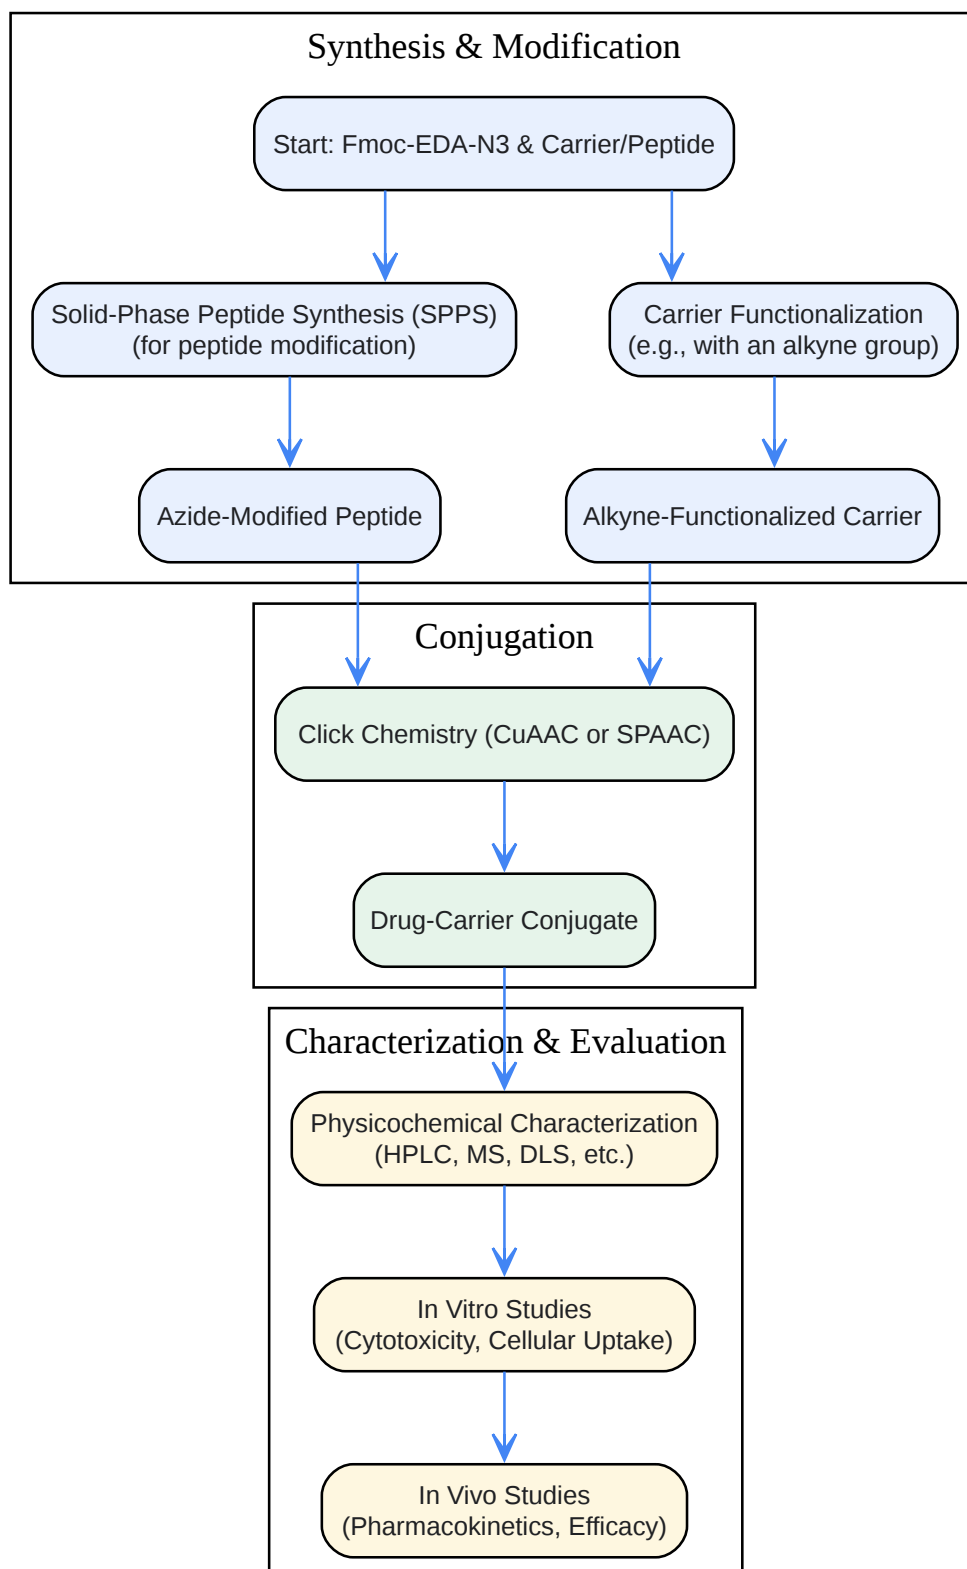 Synthesis & Modification
Start: Fmoc-EDA-N3 & Carrier/Peptide
Solid-Phase Peptide Synthesis (SPPS)
(for peptide modification)
Carrier Functionalization
(e.g., with an alkyne group)
Azide-Modified Peptide
Alkyne-Functionalized Carrier
Conjugation
Click Chemistry (CuAAC or SPAAC)
Drug-Carrier Conjugate
Characterization & Evaluation
Physicochemical Characterization
(HPLC, MS, DLS, etc.)
In Vitro Studies
(Cytotoxicity, Cellular Uptake)
In Vivo Studies
(Pharmacokinetics, Efficacy)